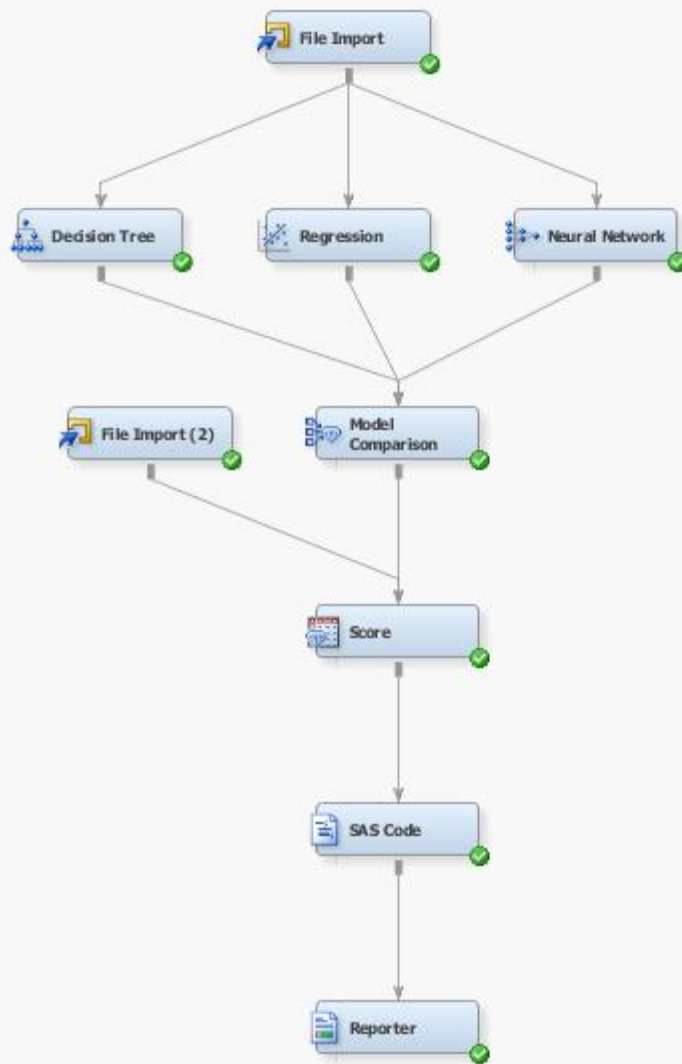 File Import
Decision Tree
Regression
Neural Network
File Import (2)
Model
Comparison
Score
SAS Code
Reporter